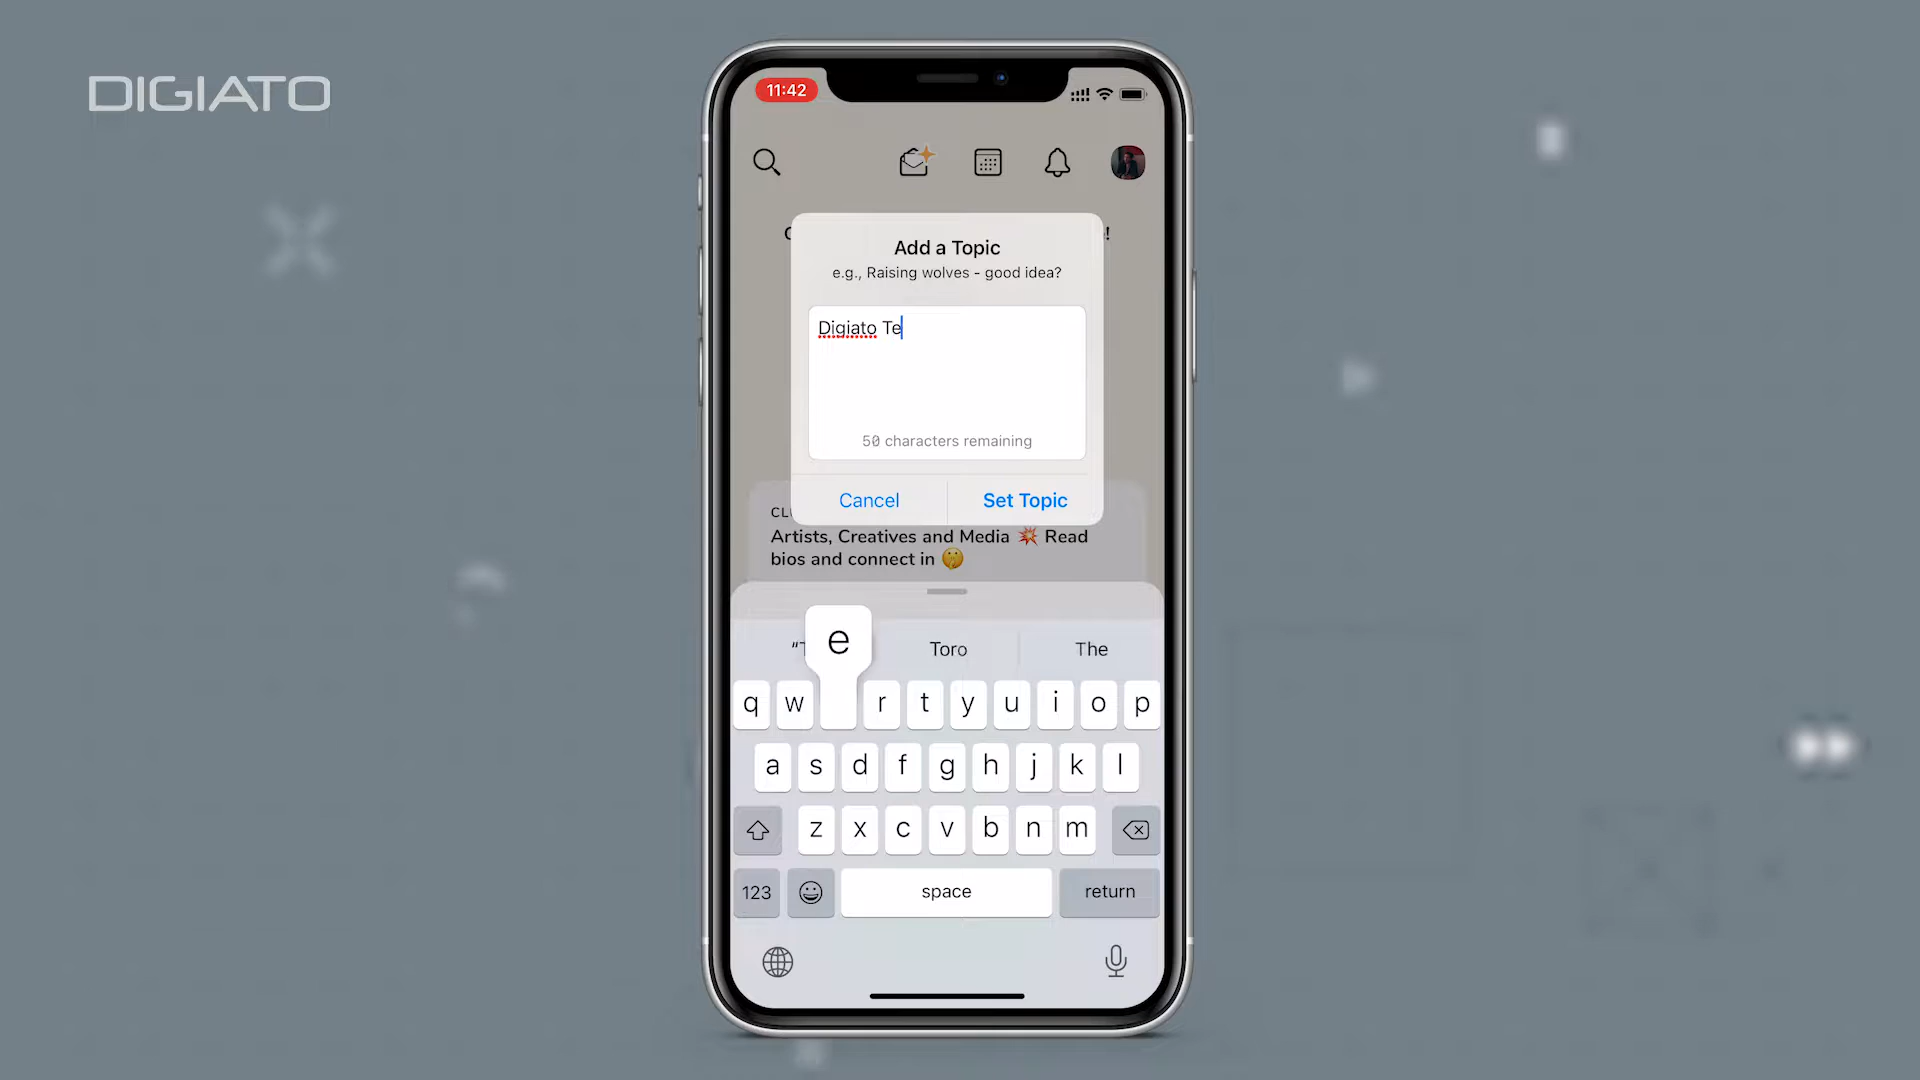 DIGIATO
11:42
Add a Topic
e.g., Raising wolves - good idea?
Digiato Te
50 characters remaining
Cancel
Set Topic
Artists, Creatives and Media 💥 Read
bios and connect in 🤫
e
Toro
The
q w r t y u i o p
a s d f g h j k l
z x c v b n m
123
space
return